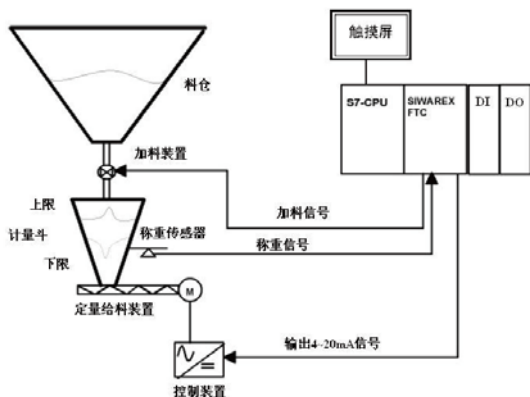 触摸屏
料仓
S7-CPU
SIWAREX
FTC
DI
DO
加料装置
上限
加料信号
计量斗
称重传感器
称重信号
下限
M
定量给料装置
输出4~20mA信号
控制装置